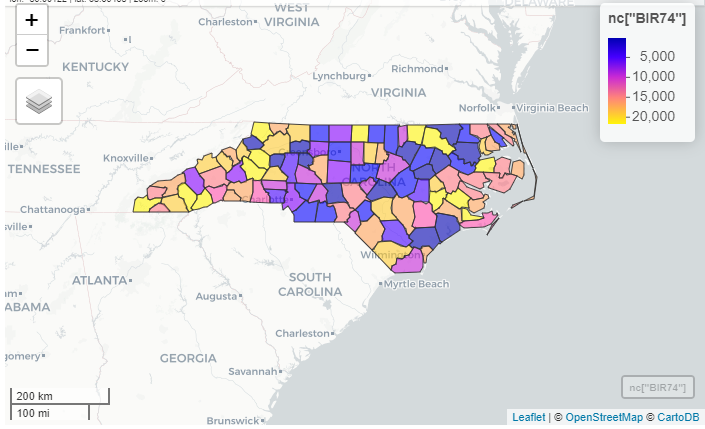 WEST
VIRGINIA
Charleston
DELAWARE
nc["BIR74"]
+
Frankfort
−
5,000
KENTUCKY
10,000
Richmond
Lynchburg
15,000
VIRGINIA
20,000
Norfolk
Virginia Beach
Knoxville
TENNESSEE
NORTH
CAROLINA
Chattanooga
Wilmington
SOUTH
CAROLINA
ATLANTA
Myrtle Beach
Augusta
Charleston
GEORGIA
Savannah
nc["BIR74"]
200 km
100 mi
Brunswick
Leaflet | © OpenStreetMap © CartoDB